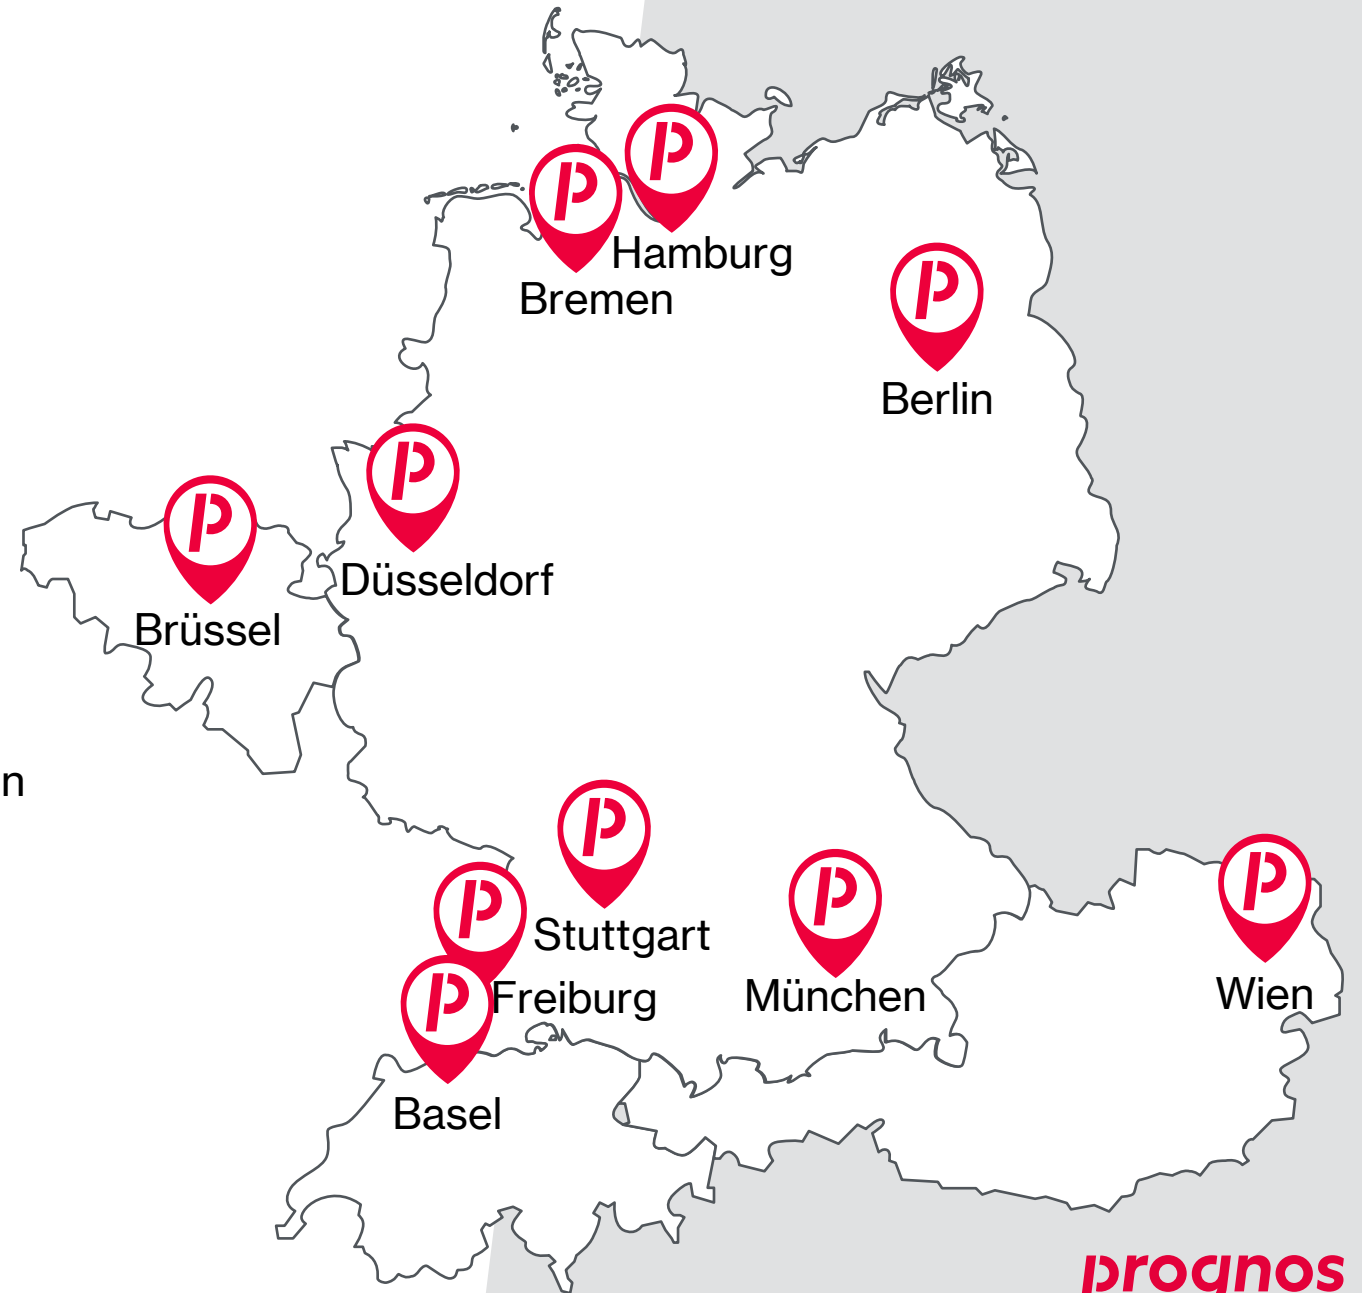 Hamburg
Bremen
Berlin
Düsseldorf
Brüssel
n
Stuttgart
Freiburg
München
Wien
Basel
prognos